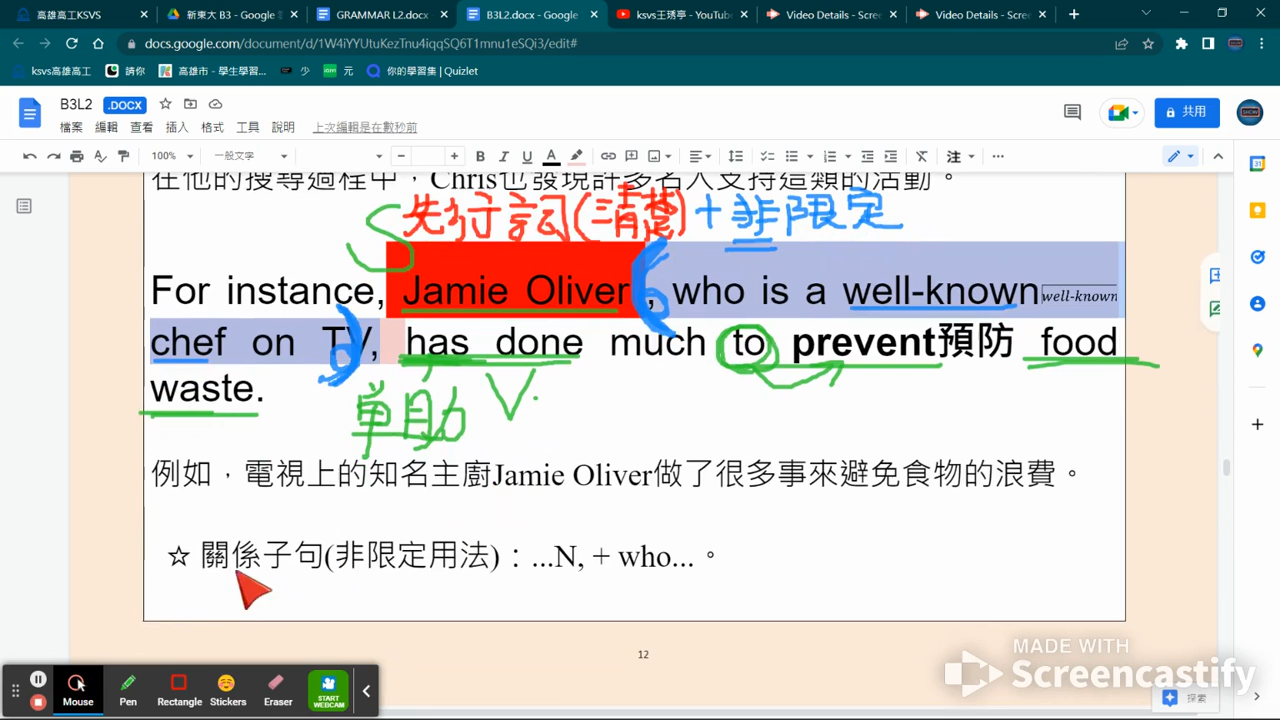 高雄高工KSVS
新東大 B3 - Google
GRAMMAR L2.docx
B3L2.docx - Google
ksvs王琇亭 - YouTube
Video Details - Scree
Video Details - Scree
docs.google.com/document/d/1W4iYYUtuKezTnu4iqqSQ6T1mnu1eSQi3/edit#
ksvs高雄高工
請你
高雄市 - 學生學習...
少
元
你的學習集 | Quizlet
B3L2 .DOCX
檔案 編輯 查看 插入 格式 工具 說明 上次編輯是在數秒前
共用
100% 一般文字
在他的搜尋過程中，Chris也發現許多名人支持這類的活動。
S 先行詞(清楚)+非限定
For instance, Jamie Oliver, who is a well-known well-known
chef on TV, has done much to prevent預防 food
waste.
單助 V.
例如，電視上的知名主廚Jamie Oliver做了很多事來避免食物的浪費。
☆ 關係子句(非限定用法)：...N, + who...。
12
MADE WITH
Screencastify
Mouse Pen Rectangle Stickers Eraser START WEBCAM
探索